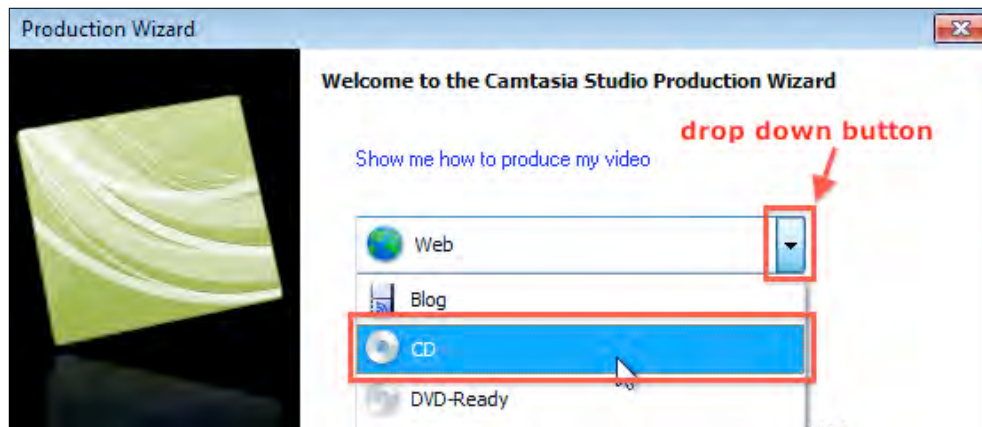 Production Wizard
Welcome to the Camtasia Studio Production Wizard
drop down button
Show me how to produce my video
Web
Blog
CD
DVD-Ready